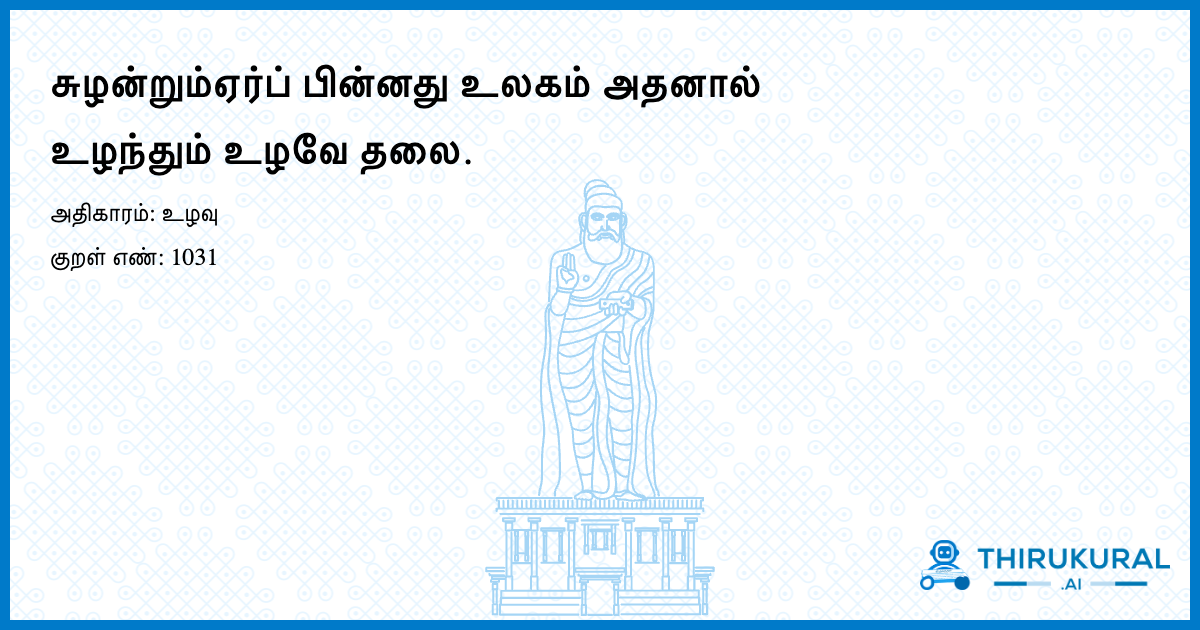 சுழன்றும்ஏர்ப் பின்னது உலகம் அதனால்
உழந்தும் உழவே தலை.
அதிகாரம்: உழவு
குறள் எண்: 1031
THIRUKURAL
.AI